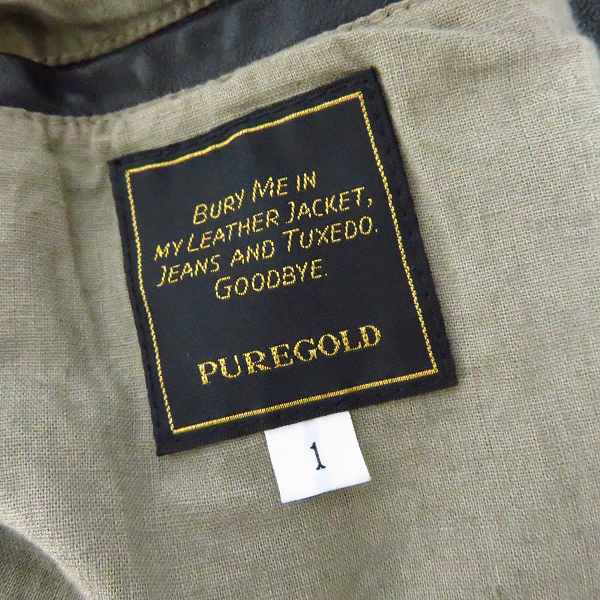 BURY ME IN
MY LEATHER JACKET,
JEANS AND TUXEDO.
GOODBYE.
PUREGOLD
1